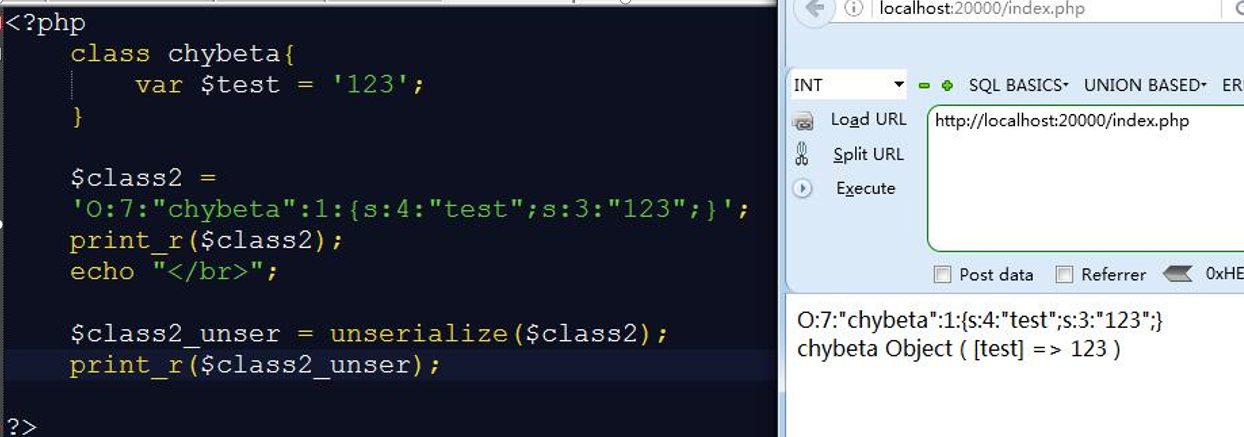 <?php
class chybeta{
var $test = '123';
}
$class2 =
'O:7:"chybeta":1:{s:4:"test";s:3:"123";}';
print_r($class2);
echo "</br>";
$class2_unser = unserialize($class2);
print_r($class2_unser);
?>
localhost:20000/index.php
INT SQL BASICS UNION BASED ER
Load URL http://localhost:20000/index.php
Split URL
Execute
Post data Referrer 0xHE
O:7:"chybeta":1:{s:4:"test";s:3:"123";}
chybeta Object ( [test] => 123 )